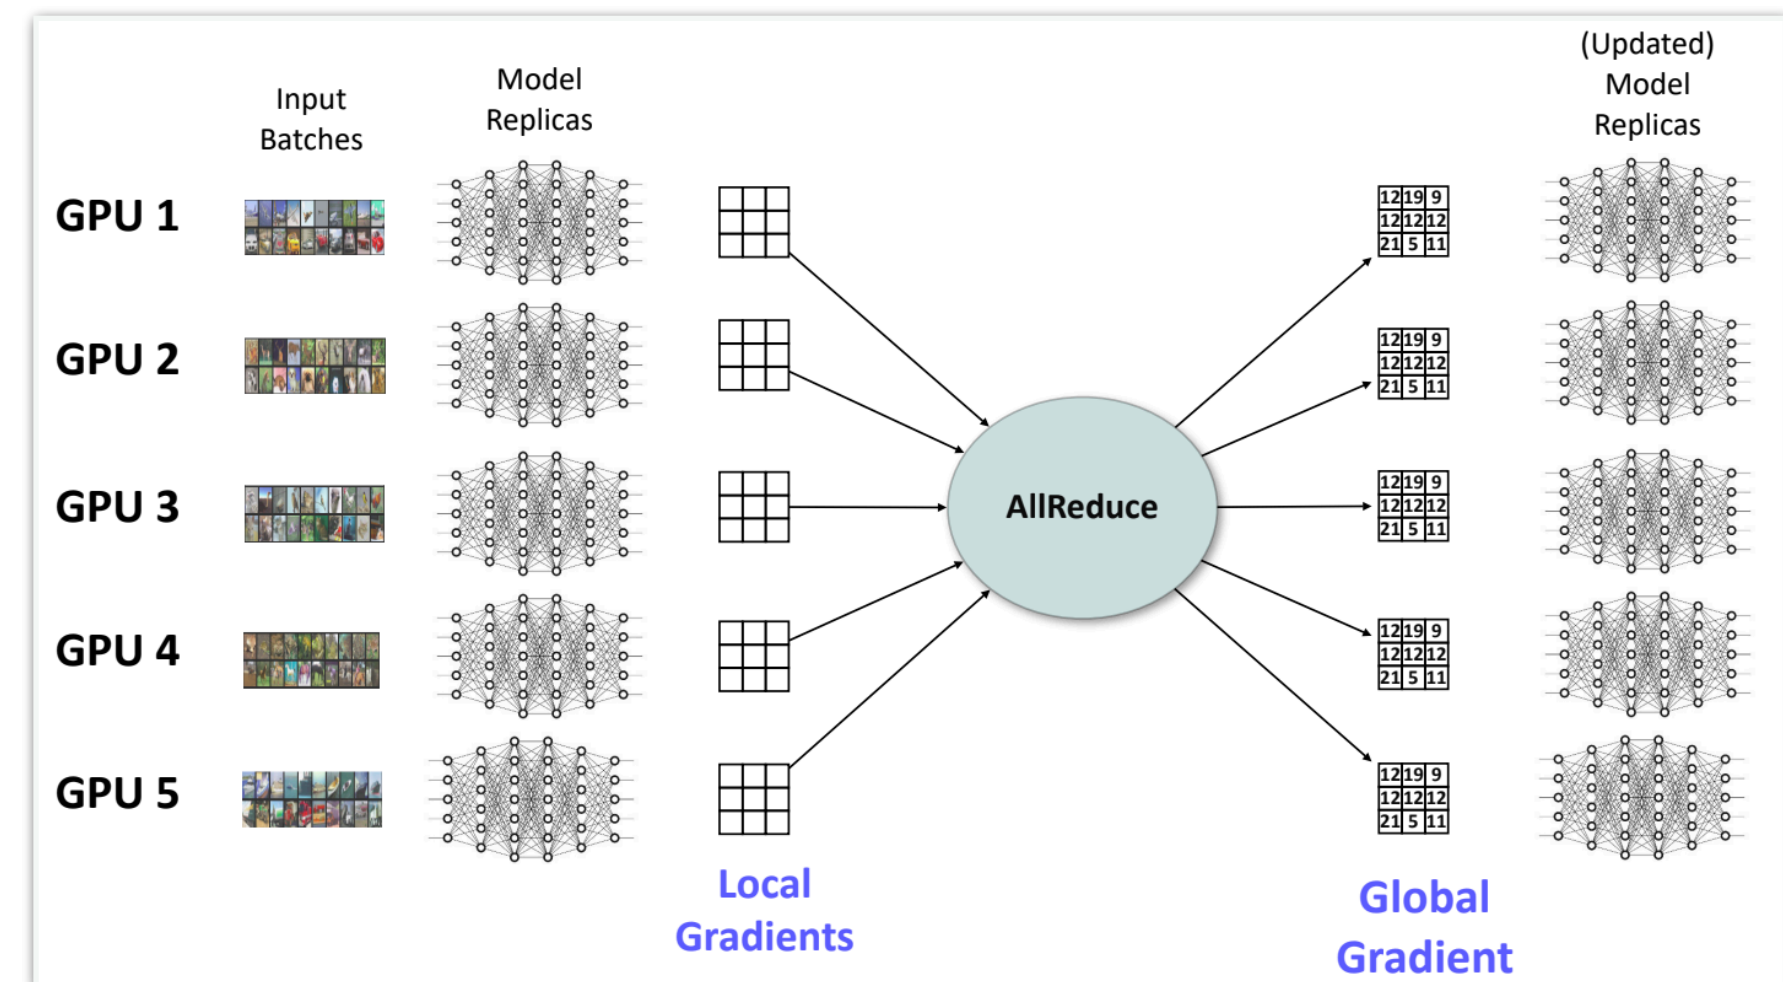 Input
Batches
Model
Replicas
(Updated)
Model
Replicas
GPU 1
12 19 9
12 12 12
21 5 11
GPU 2
12 19 9
12 12 12
21 5 11
GPU 3
AllReduce
12 19 9
12 12 12
21 5 11
GPU 4
12 19 9
12 12 12
21 5 11
GPU 5
12 19 9
12 12 12
21 5 11
Local
Gradients
Global
Gradient